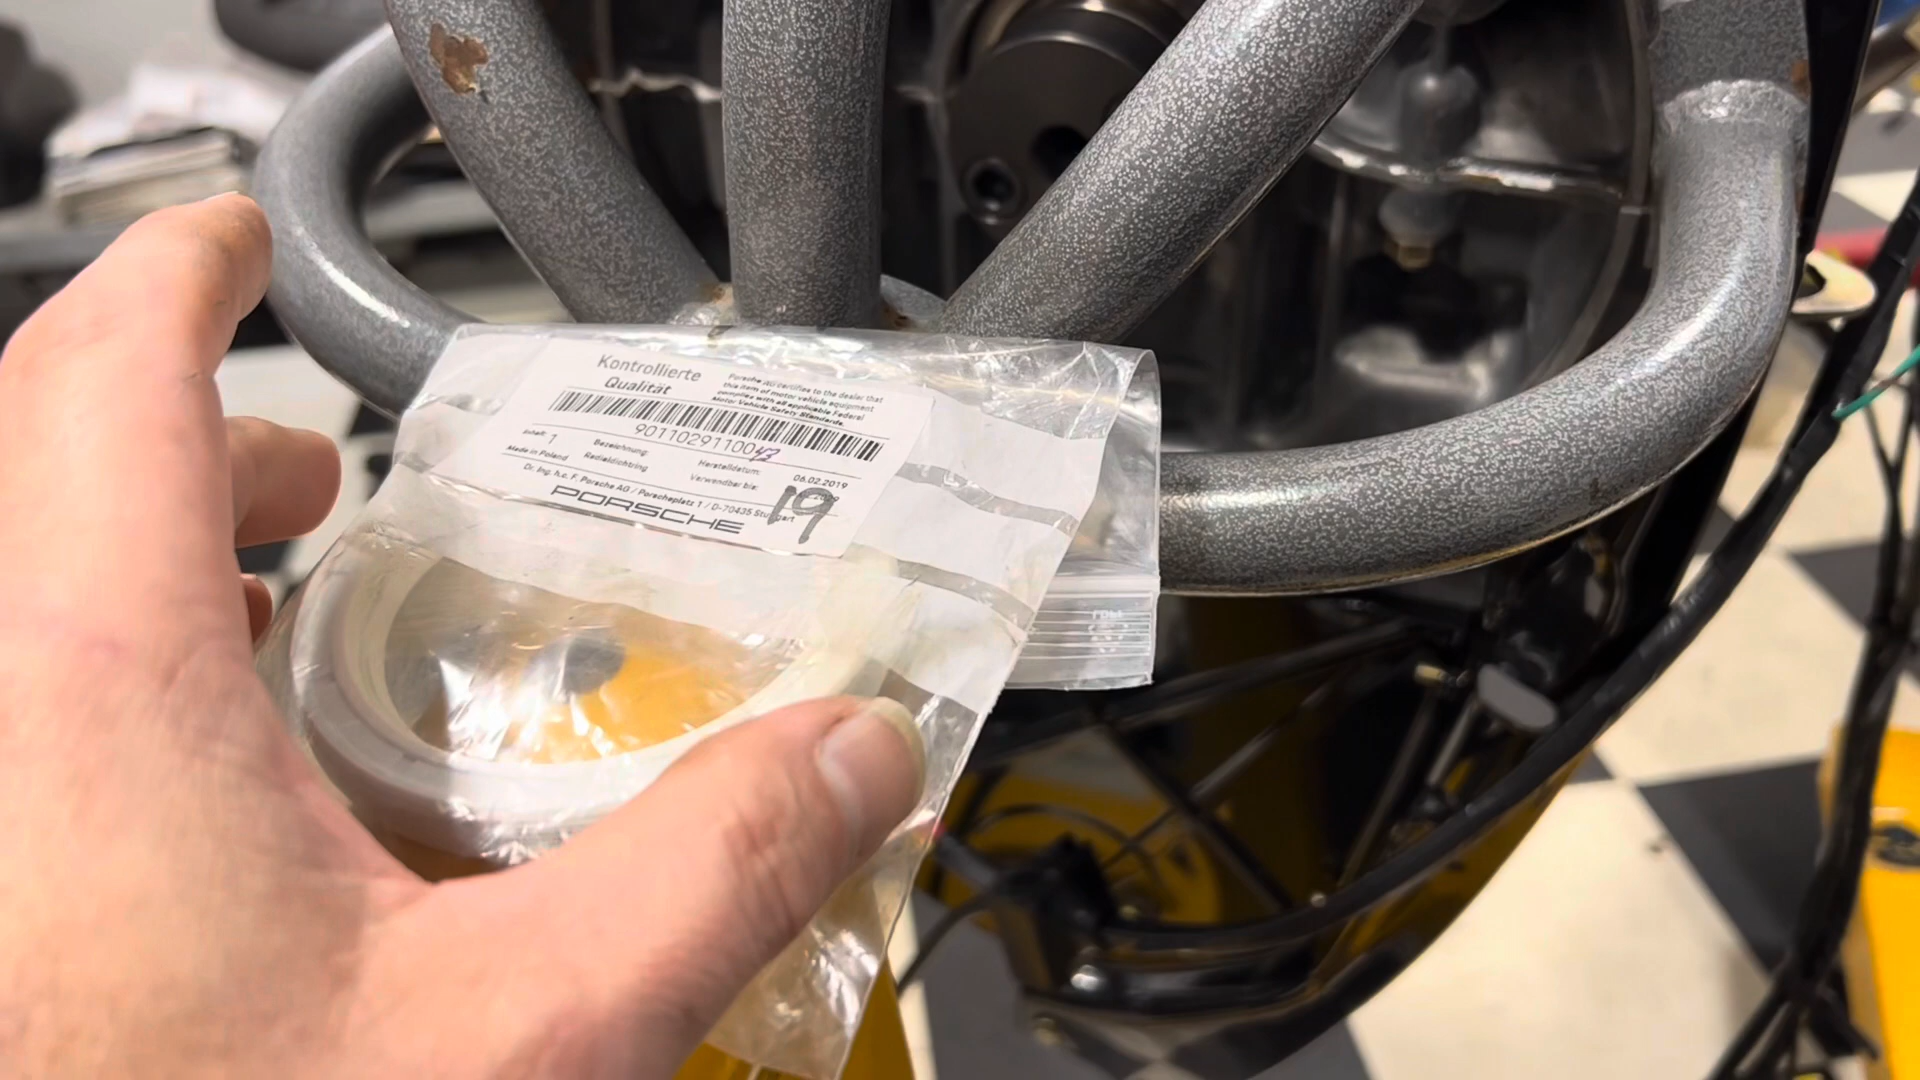 Kontrollierte
Qualität
Porsche AG certifies to the dealer that
this item of motor vehicle equipment
complies with all applicable Federal
Motor Vehicle Safety Standards.
90110291100
Inhalt: 1
Made in Poland
Bezeichnung:
Radialdichtring
Herstelldatum:
Verwendbar bis:
06.02.2019
19
Dr. Ing. h.c. F. Porsche AG / Porscheplatz 1 / D-70435 Stuttgart
PORSCHE